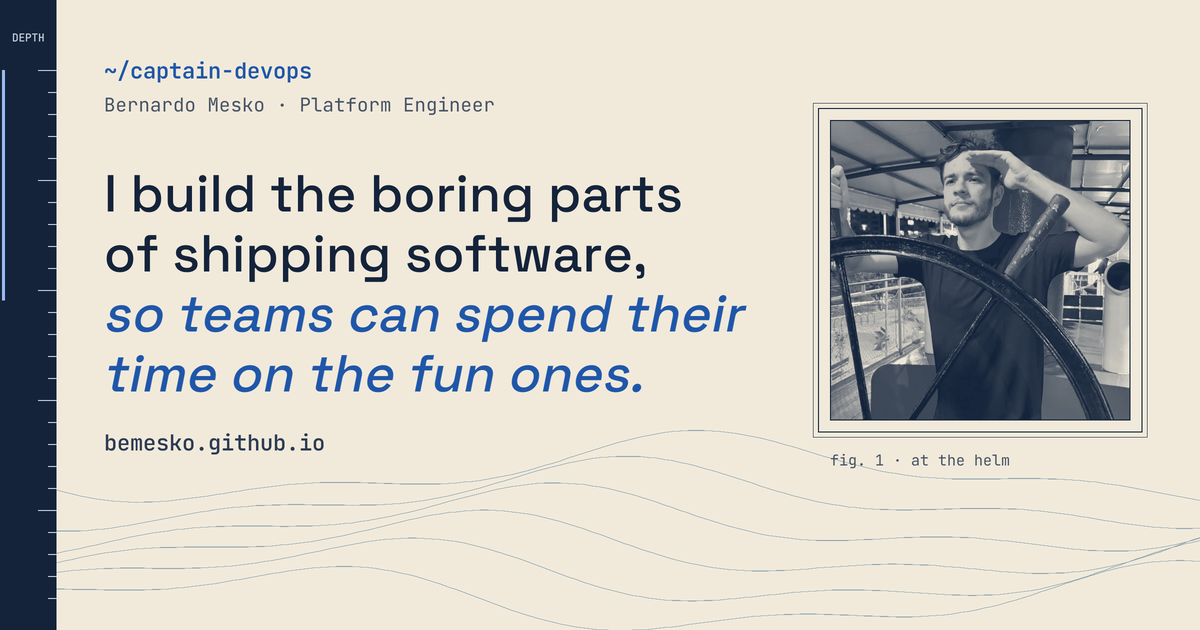 DEPTH
~/captain-devops
Bernardo Mesko · Platform Engineer
I build the boring parts
of shipping software,
so teams can spend their
time on the fun ones.
bemesko.github.io
fig. 1 · at the helm